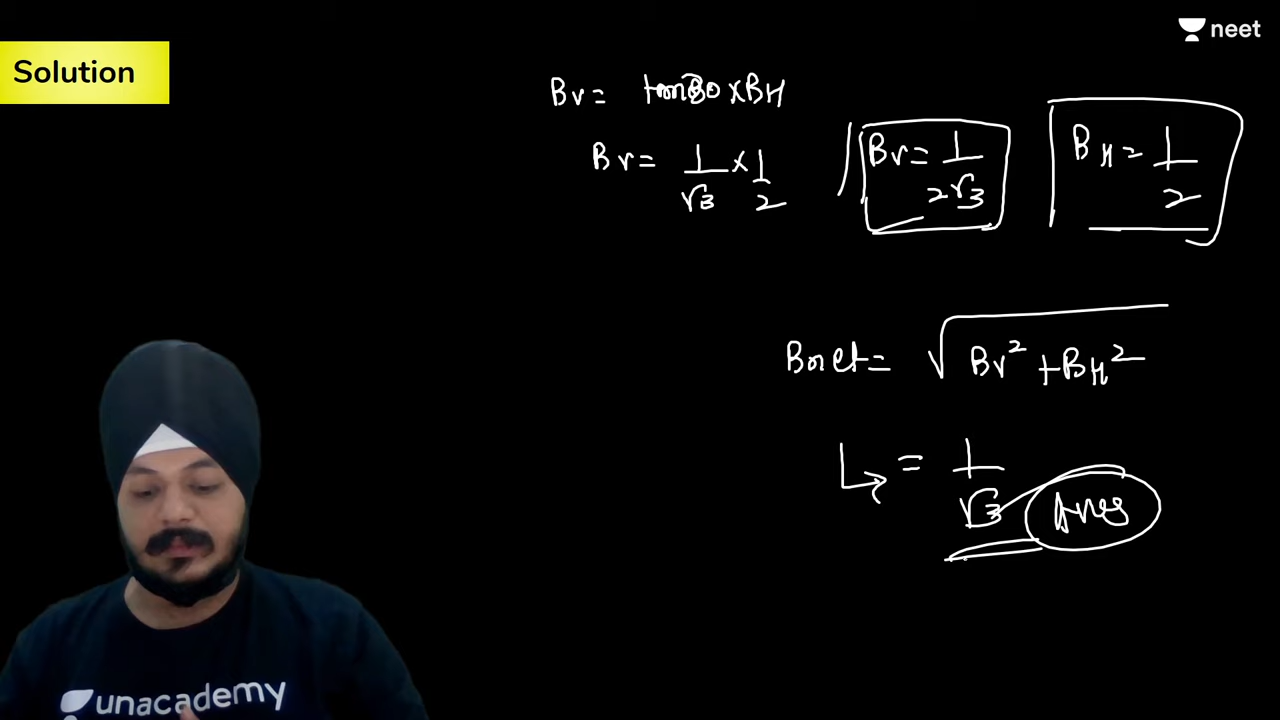 neet
Solution
Bv = tan30 × BH
Bv = 1/√3 × 1/2
Bv = 1/2√3
BH = 1/2
Bnet = √(Bv² + BH²)
↳ = 1/√3 Ans
unacademy